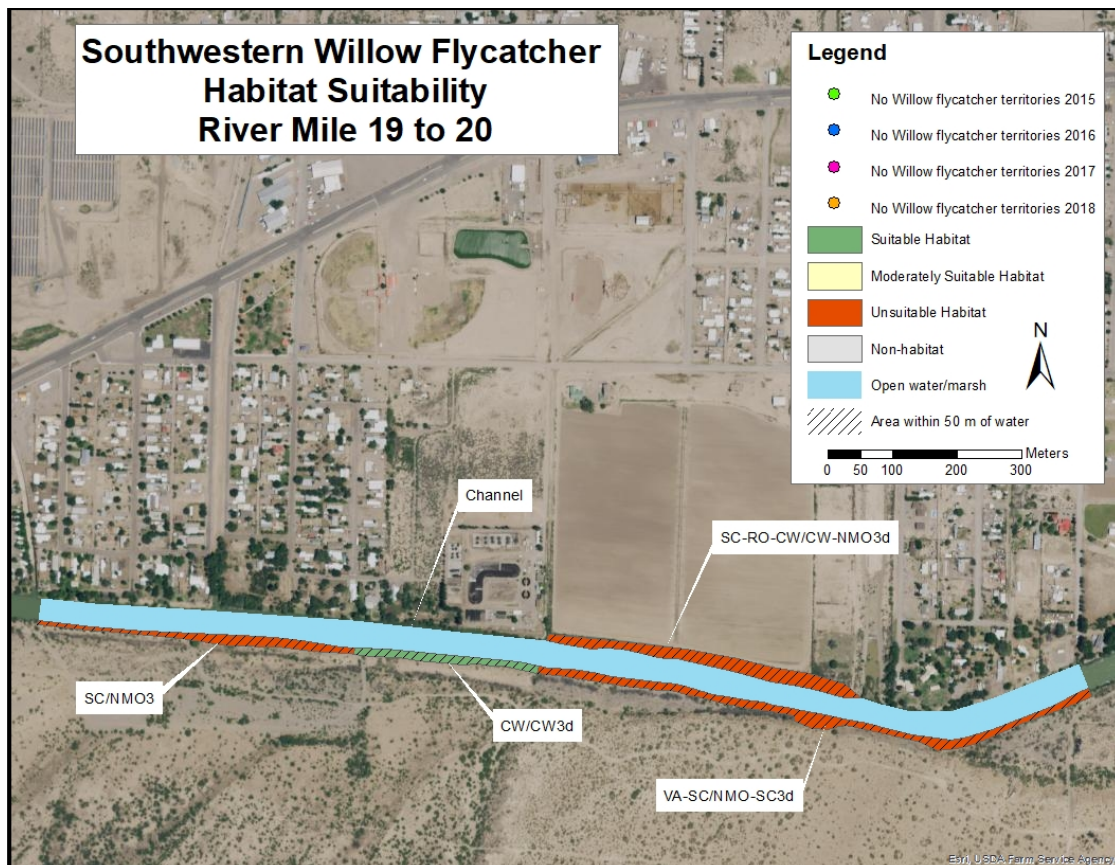 Southwestern Willow Flycatcher
Habitat Suitability
River Mile 19 to 20
Legend
No Willow flycatcher territories 2015
No Willow flycatcher territories 2016
No Willow flycatcher territories 2017
No Willow flycatcher territories 2018
Suitable Habitat
Moderately Suitable Habitat
Unsuitable Habitat
Non-habitat
Open water/marsh
Area within 50 m of water
N
Meters
0 50 100 200 300
Channel
SC-RO-CW/CW-NMO3d
SC/NMO3
CW/CW3d
VA-SC/NMO-SC3d
Esri, USDA Farm Service Agency